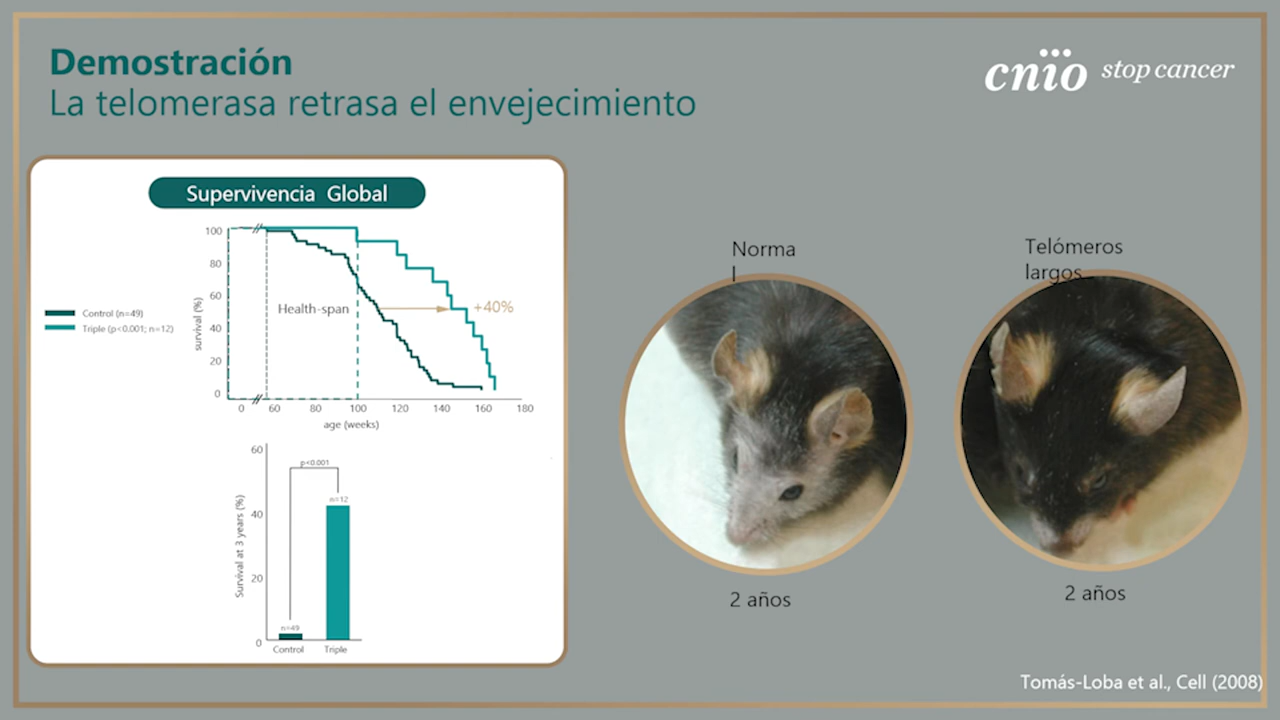 Demostración
La telomerasa retrasa el envejecimiento
cnio stop cancer
Supervivencia Global
100
80
60
40
20
0
survival (%)
Control (n=49)
Triple (p<0.001; n=12)
Health-span
+40%
0 60 80 100 120 140 160 180
age (weeks)
60
40
20
0
Survival at 3 years (%)
p<0.001
n=12
n=49
Control Triple
Norma
l
Telómeros
largos
2 años
2 años
Tomás-Loba et al., Cell (2008)